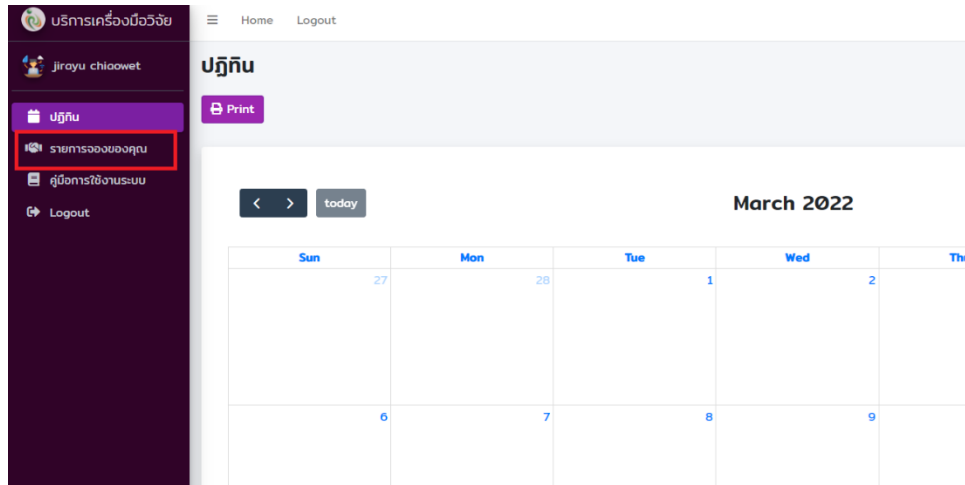 บริการเครื่องมือวิจัย
Home Logout
jirayu chiaowet
ปฏิทิน
Print
ปฏิทิน
รายการจองของคุณ
คู่มือการใช้งานระบบ
Logout
today
March 2022
Sun Mon Tue Wed
27 28 1 2
6 7 8 9